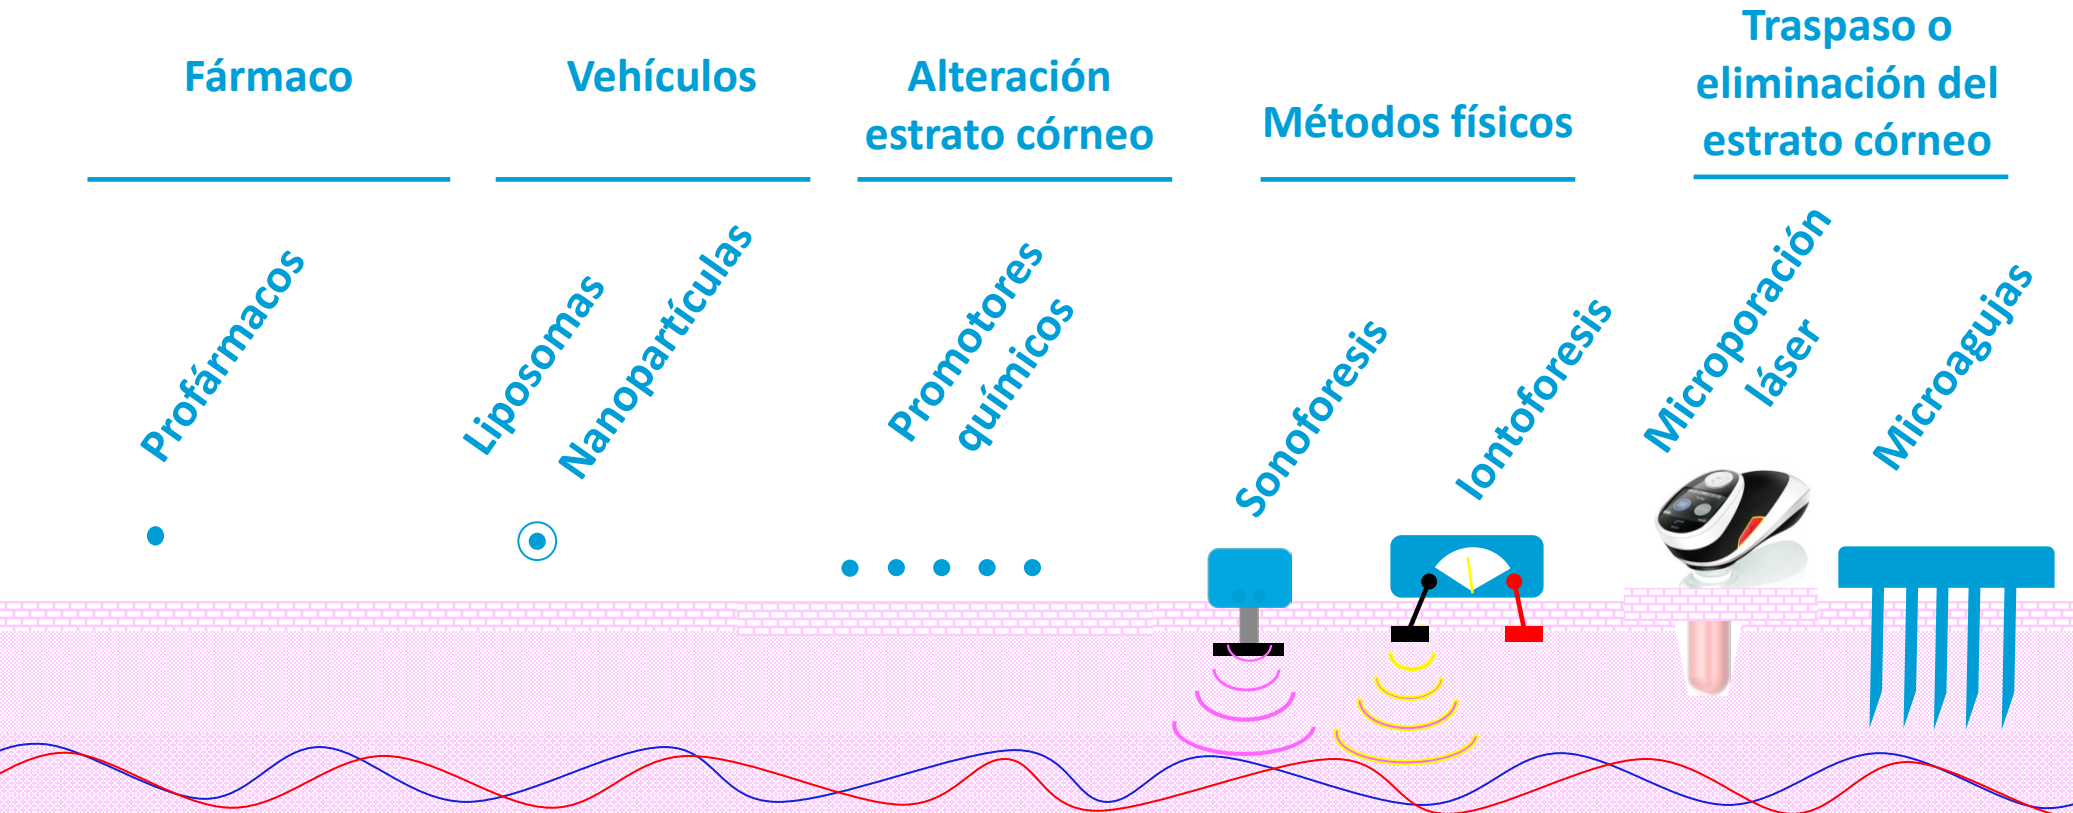 Fármaco
Vehículos
Alteración
estrato córneo
Métodos físicos
Traspaso o
eliminación del
estrato córneo
Profármacos
Liposomas
Nanopartículas
Promotores
químicos
Sonoforesis
Iontoforesis
Microporación
láser
Microagujas